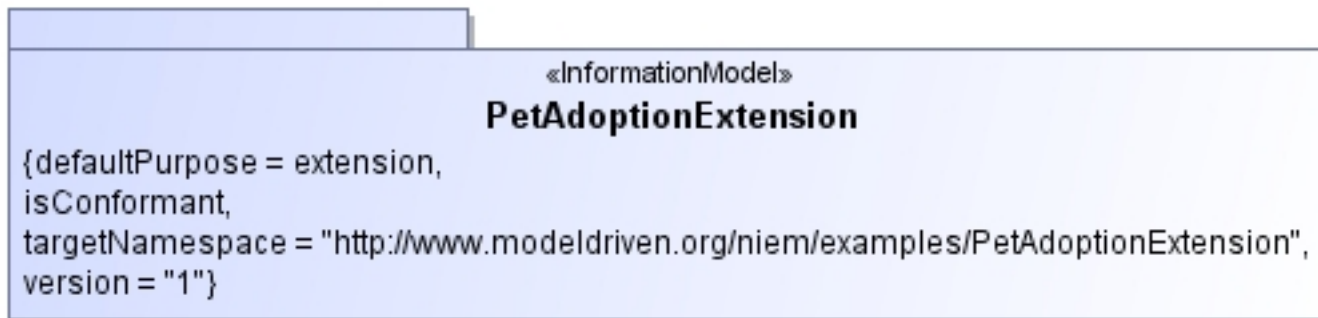 «InformationModel»
PetAdoptionExtension
{defaultPurpose = extension,
isConformant,
targetNamespace = "http://www.modeldriven.org/niem/examples/PetAdoptionExtension",
version = "1"}